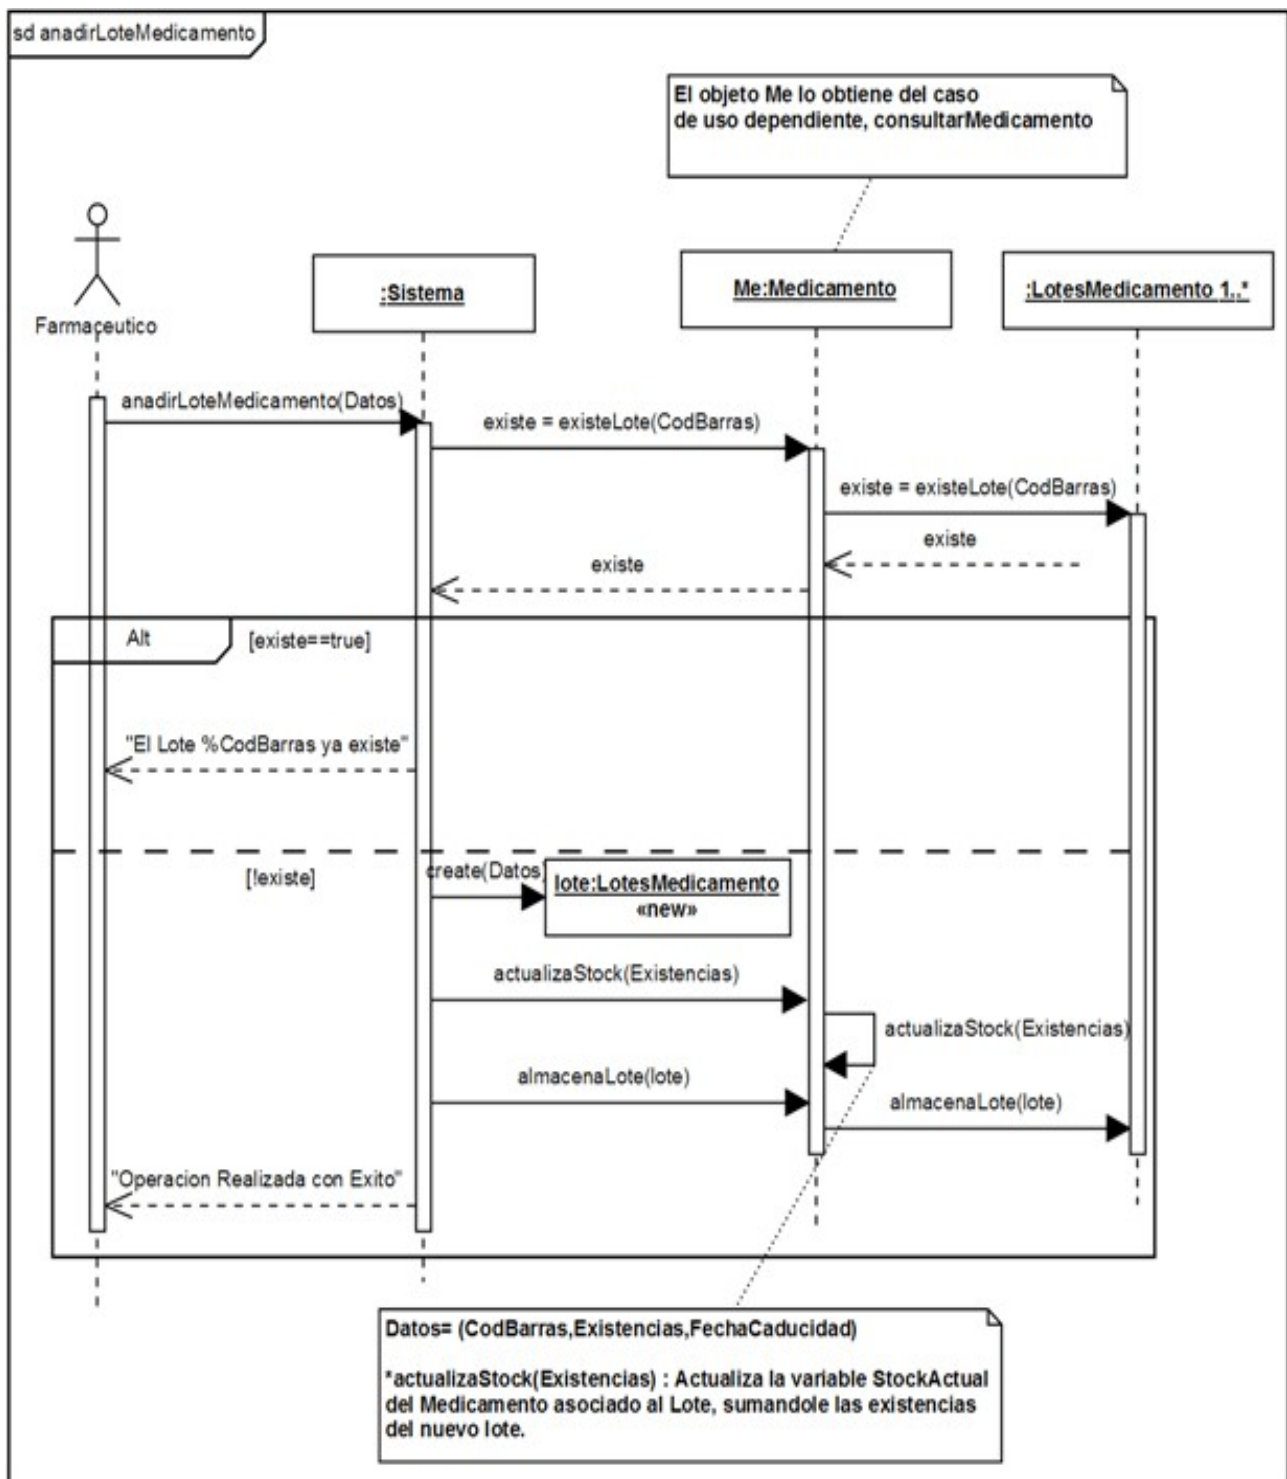 sd anadirLoteMedicamento
El objeto Me lo obtiene del caso
de uso dependiente, consultarMedicamento
Farmaceutico
:Sistema
Me:Medicamento
:LotesMedicamento 1..*
anadirLoteMedicamento(Datos)
existe = existeLote(CodBarras)
existe = existeLote(CodBarras)
existe
existe
Alt
[existe==true]
"El Lote %CodBarras ya existe"
[!existe]
create(Datos)
lote:LotesMedicamento
«new»
actualizaStock(Existencias)
actualizaStock(Existencias)
almacenaLote(lote)
almacenaLote(lote)
"Operacion Realizada con Exito"
Datos= (CodBarras,Existencias,FechaCaducidad)
*actualizaStock(Existencias) : Actualiza la variable StockActual
del Medicamento asociado al Lote, sumandole las existencias
del nuevo lote.